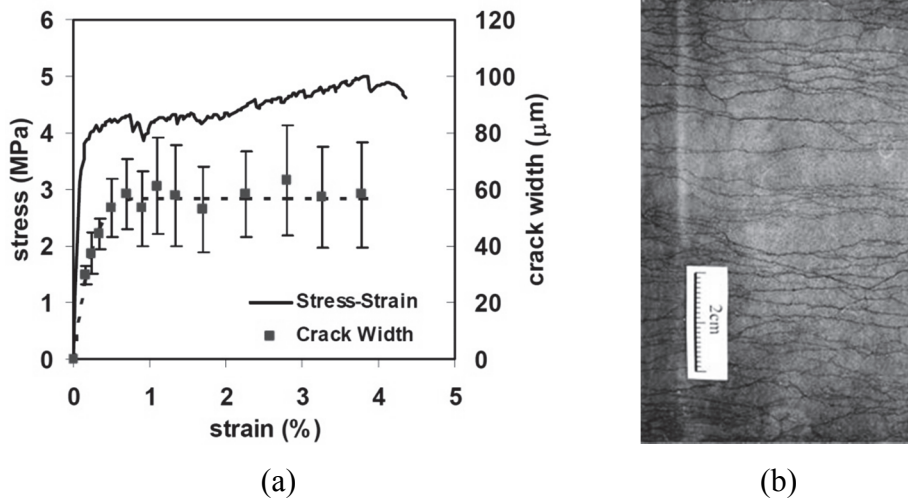 6
5
4
3
2
1
0
stress (MPa)
120
100
80
60
40
20
0
crack width (μm)
Stress-Strain
Crack Width
0 1 2 3 4 5
strain (%)
2cm
(a) (b)